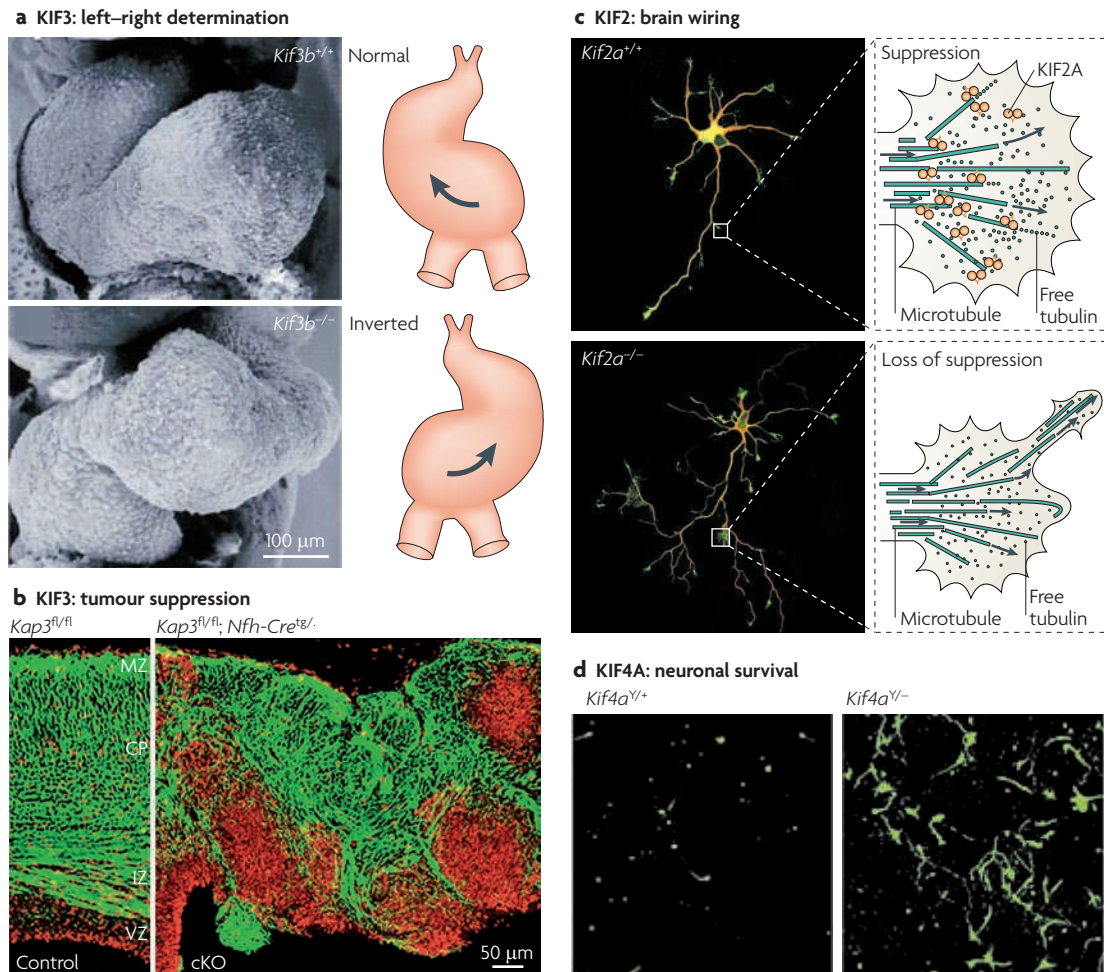 a KIF3: left–right determination
Kif3b+/+
Normal
Kif3b–/–
Inverted
100 µm
b KIF3: tumour suppression
Kap3fl/fl
Kap3fl/fl; Nfh-Cretg/.
MZ
CP
IZ
VZ
Control
cKO
50 µm
c KIF2: brain wiring
Kif2a+/+
Suppression
KIF2A
Microtubule
Free
tubulin
Kif2a–/–
Loss of suppression
Microtubule
Free
tubulin
d KIF4A: neuronal survival
Kif4aY/+
Kif4aY/–